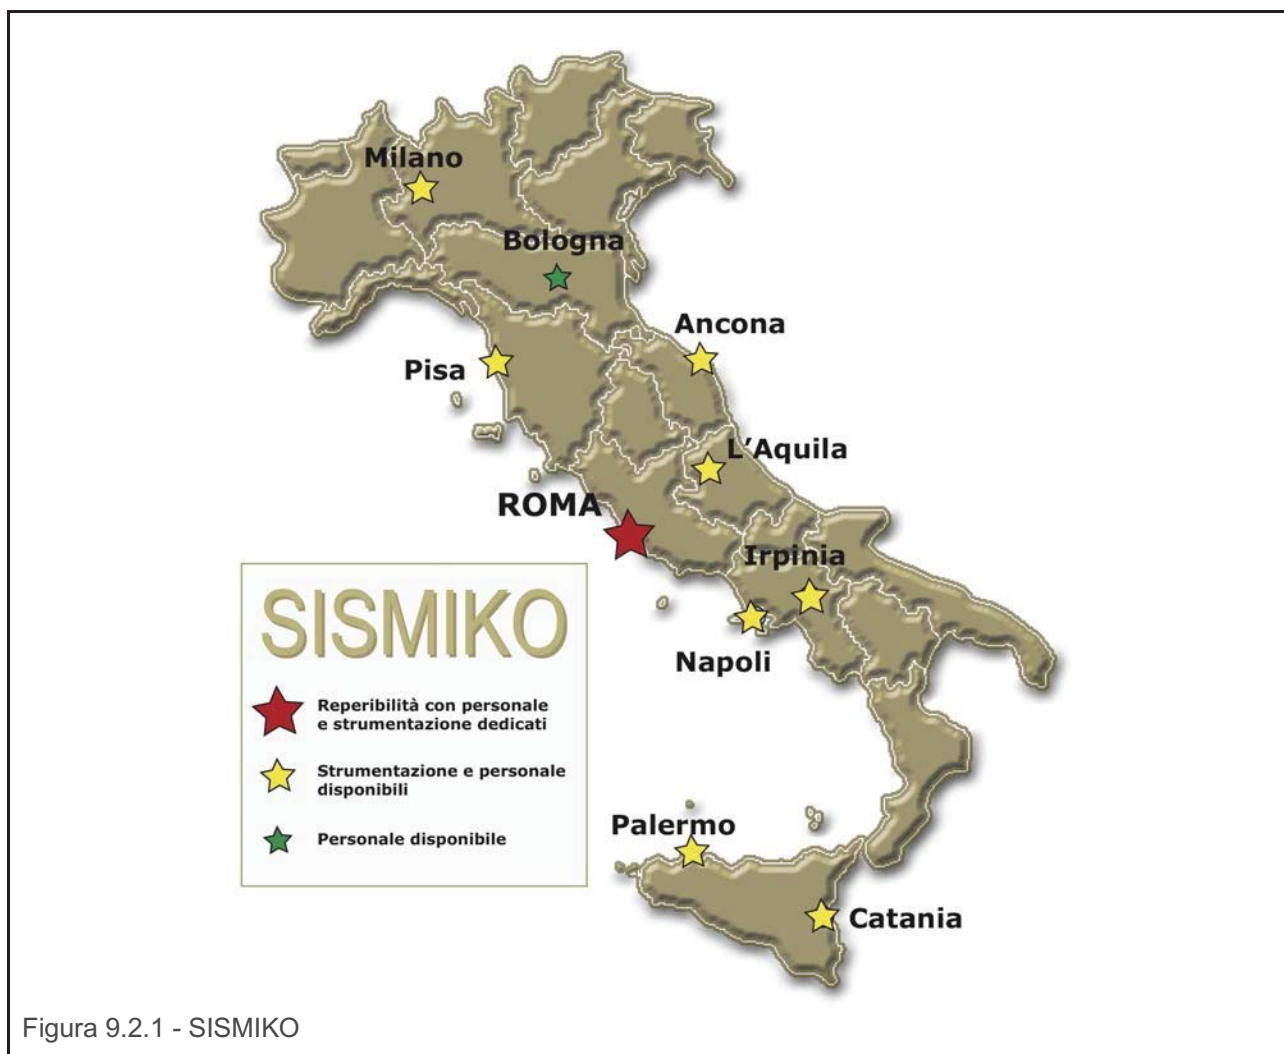 Milano
Bologna
Ancona
Pisa
L'Aquila
ROMA
Irpinia
Napoli
SISMIKO
Reperibilità con personale
e strumentazione dedicati
Strumentazione e personale
disponibili
Personale disponibile
Palermo
Catania
Figura 9.2.1 - SISMIKO